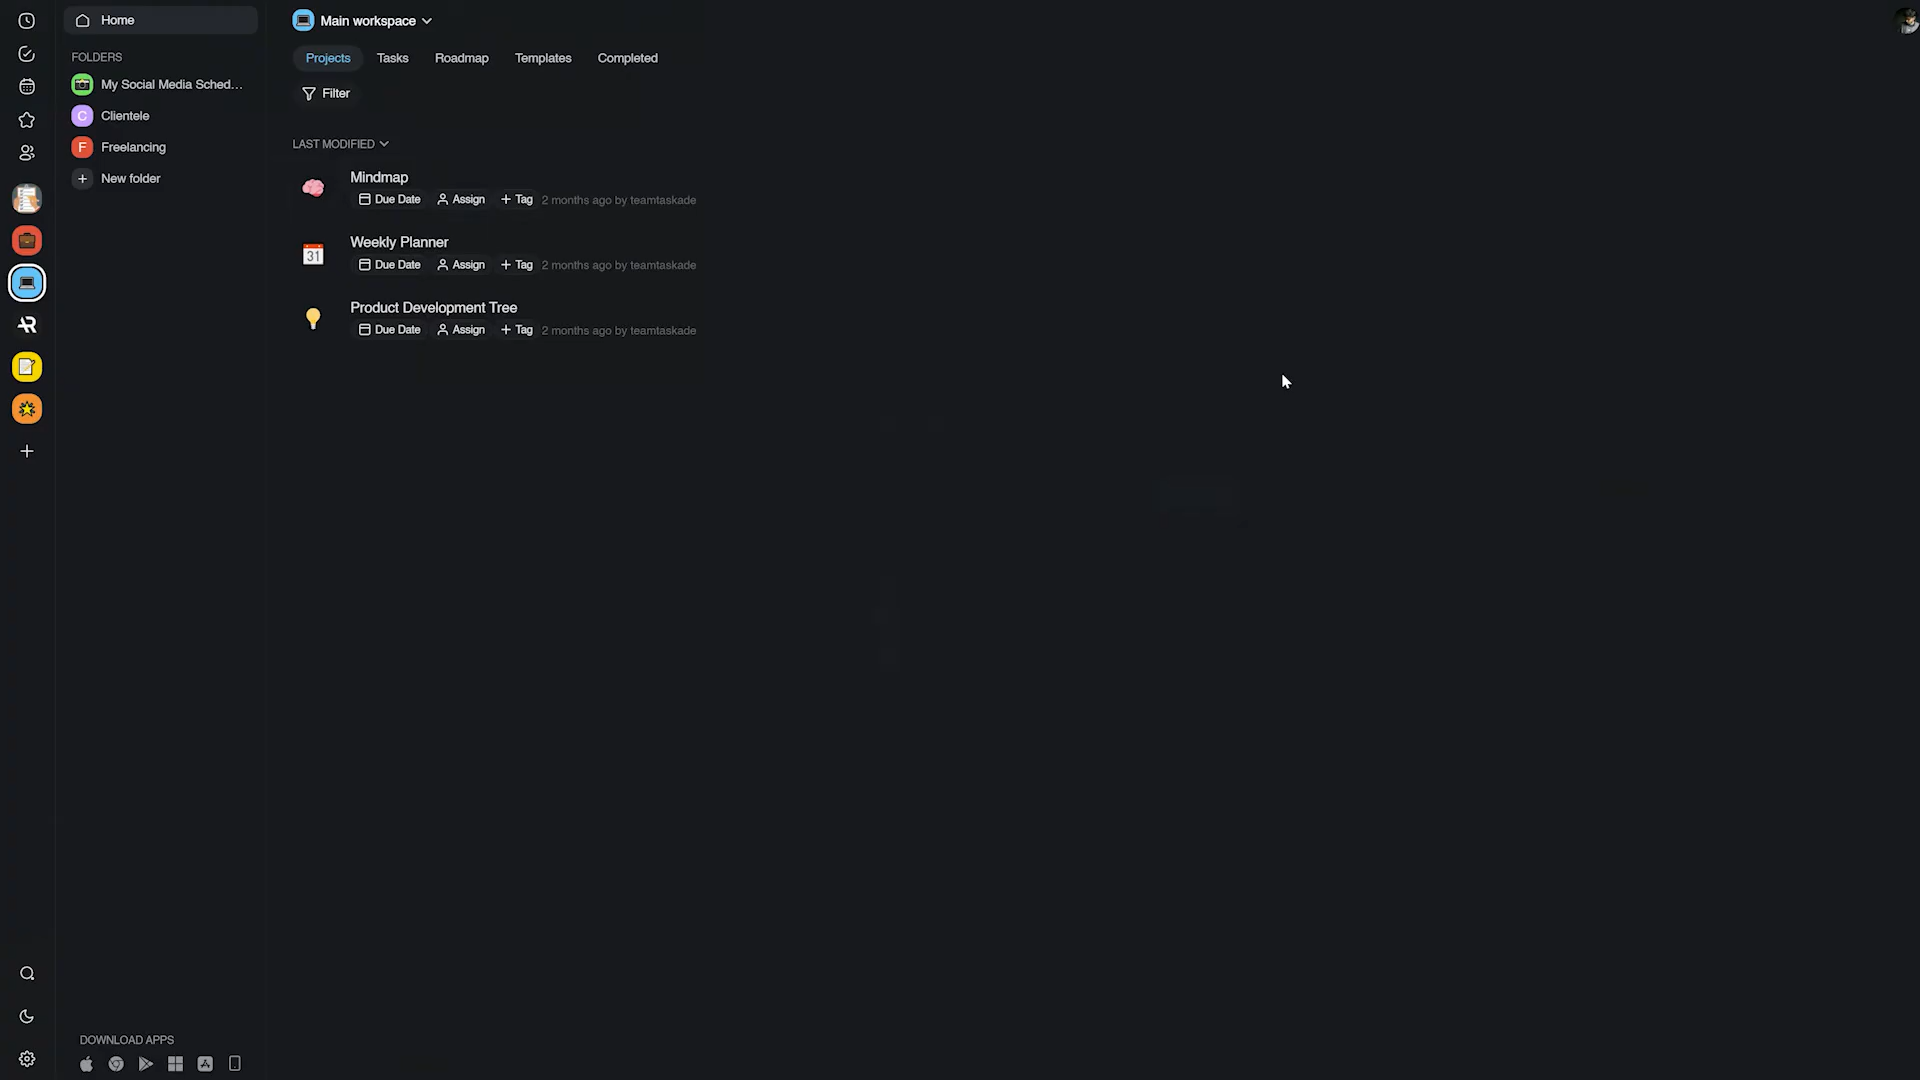 Home
FOLDERS
My Social Media Sched...
C Clientele
F Freelancing
+ New folder
Main workspace
Projects Tasks Roadmap Templates Completed
Filter
LAST MODIFIED
Mindmap
Due Date Assign + Tag 2 months ago by teamtaskade
31
Weekly Planner
Due Date Assign + Tag 2 months ago by teamtaskade
Product Development Tree
Due Date Assign + Tag 2 months ago by teamtaskade
DOWNLOAD APPS